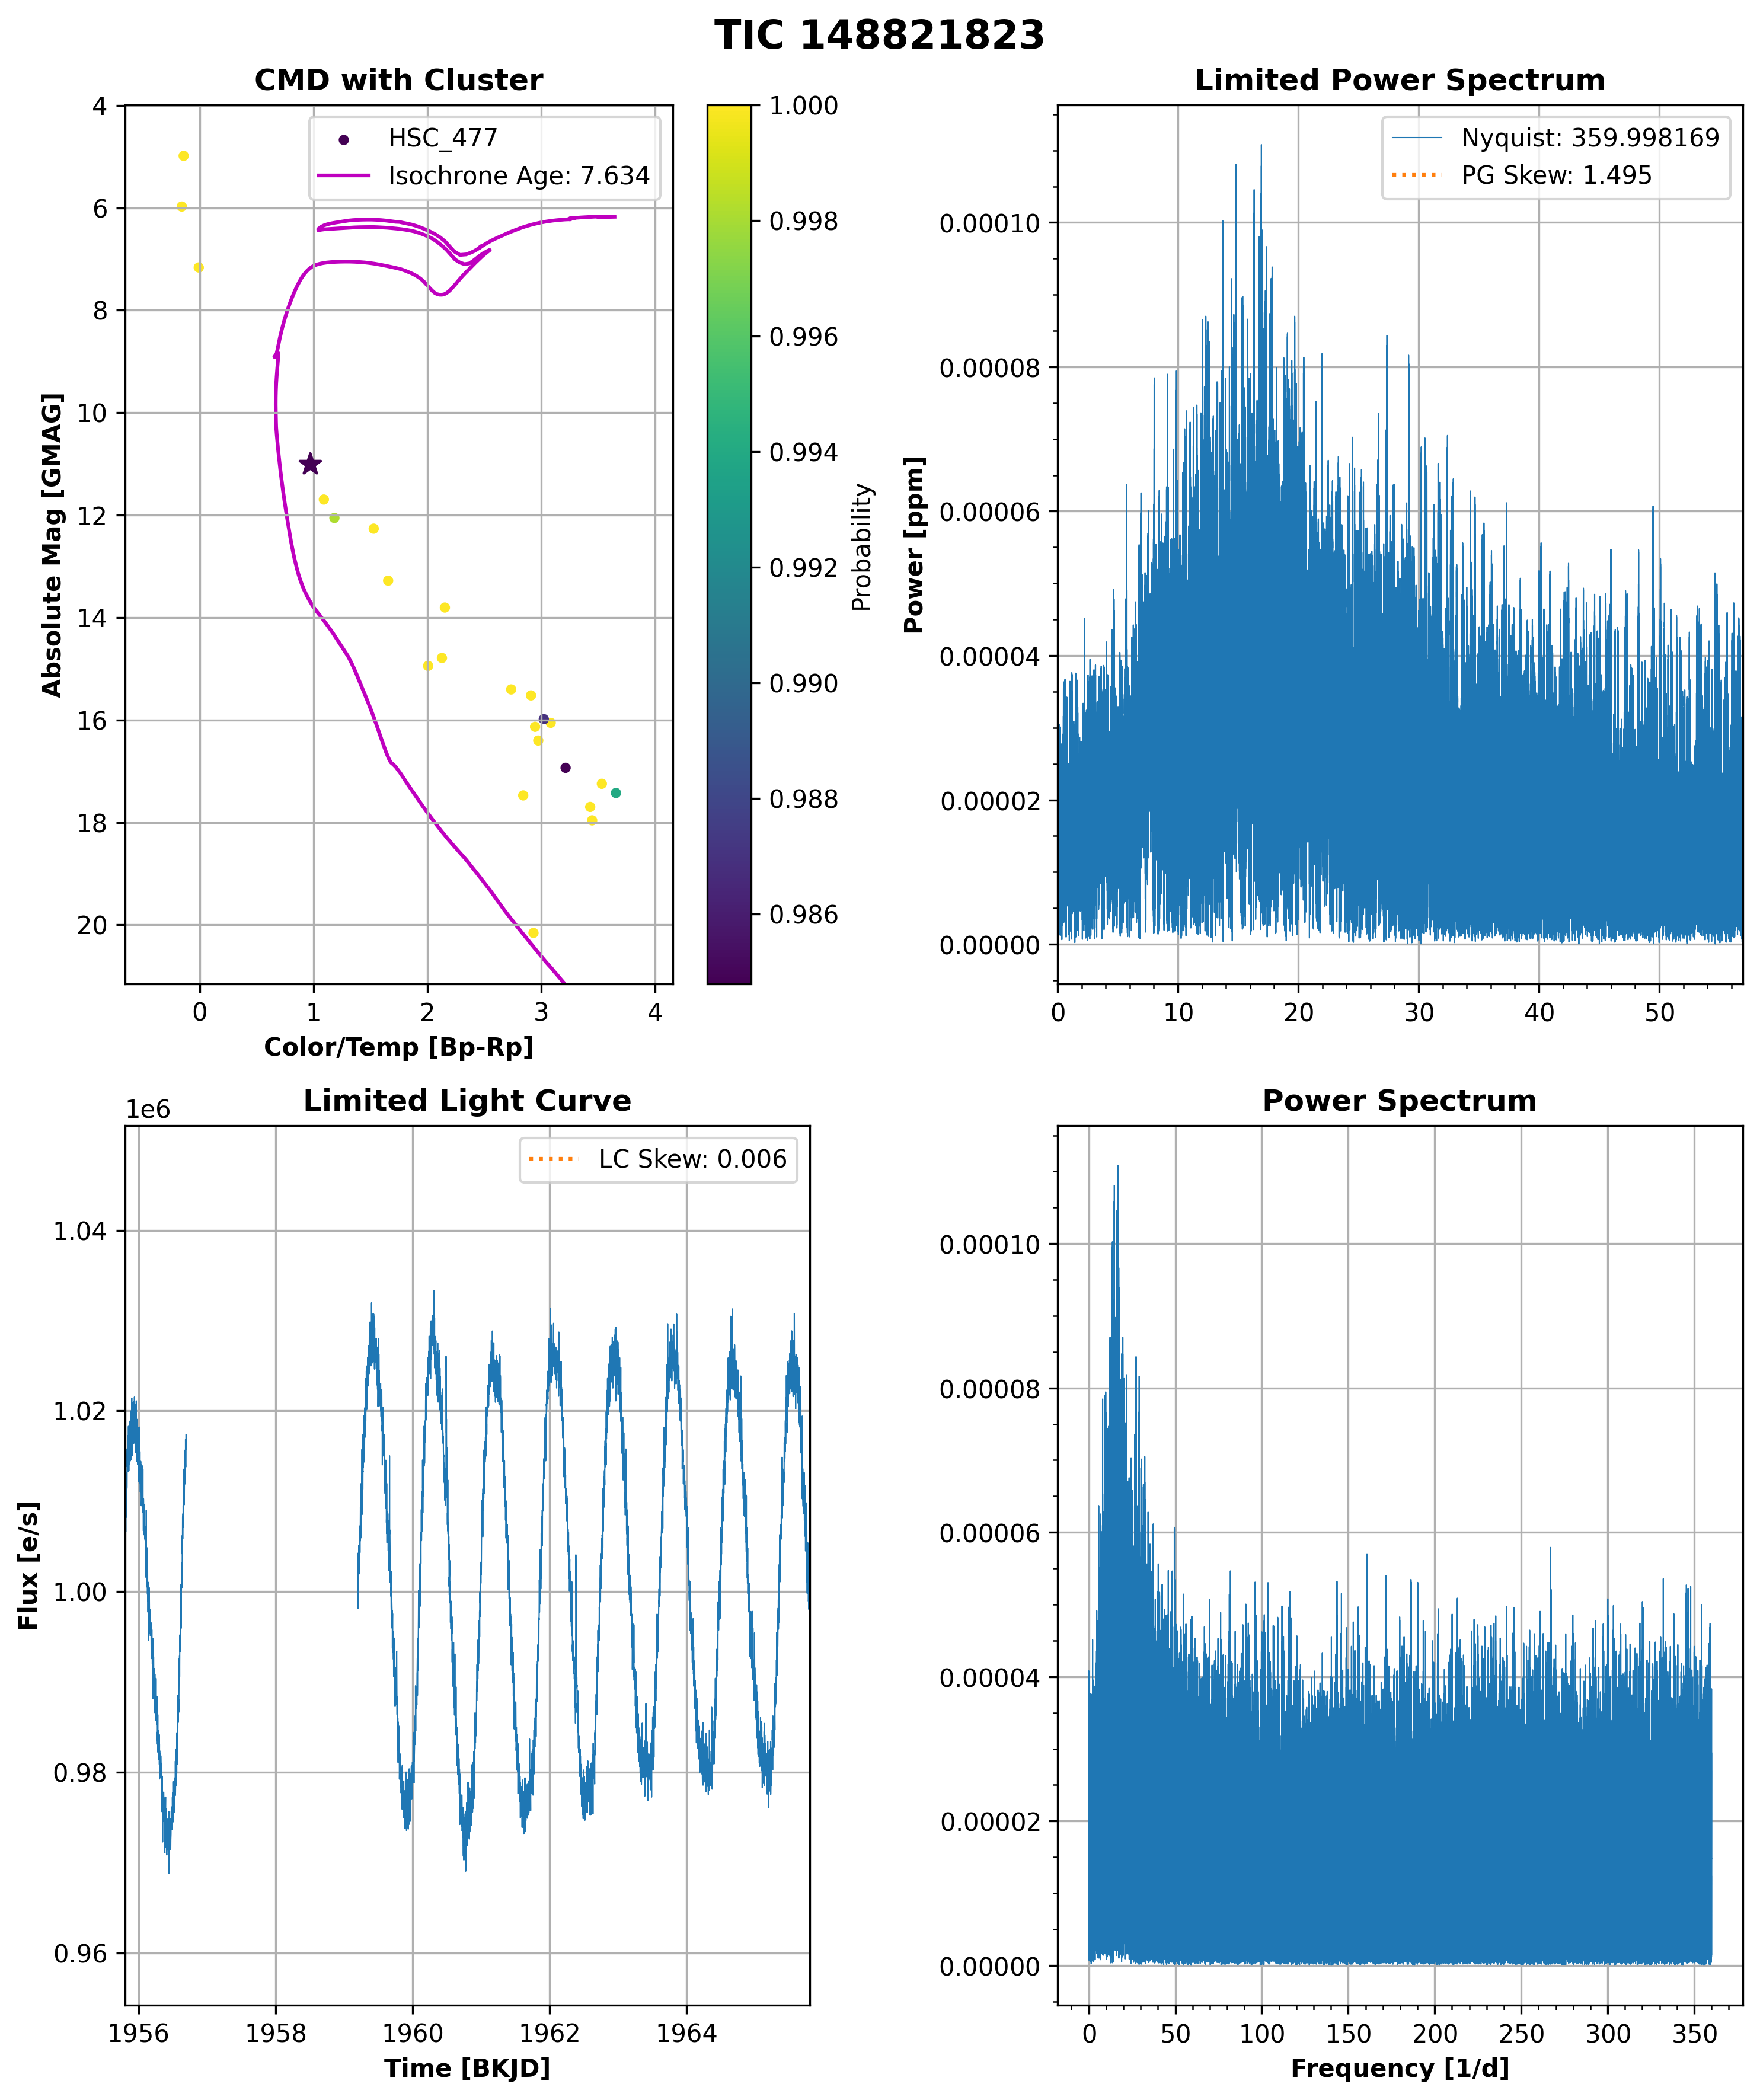 TIC 148821823
CMD with Cluster
HSC_477
Isochrone Age: 7.634
4
6
8
10
12
14
16
18
20
Absolute Mag [GMAG]
0 1 2 3 4
Color/Temp [Bp-Rp]
1.000
0.998
0.996
0.994
0.992
0.990
0.988
0.986
Probability
Limited Power Spectrum
Nyquist: 359.998169
PG Skew: 1.495
0.00010
0.00008
0.00006
0.00004
0.00002
0.00000
Power [ppm]
0 10 20 30 40 50
Limited Light Curve
1e6
LC Skew: 0.006
1.04
1.02
1.00
0.98
0.96
Flux [e/s]
1956 1958 1960 1962 1964
Time [BKJD]
Power Spectrum
0.00010
0.00008
0.00006
0.00004
0.00002
0.00000
0 50 100 150 200 250 300 350
Frequency [1/d]